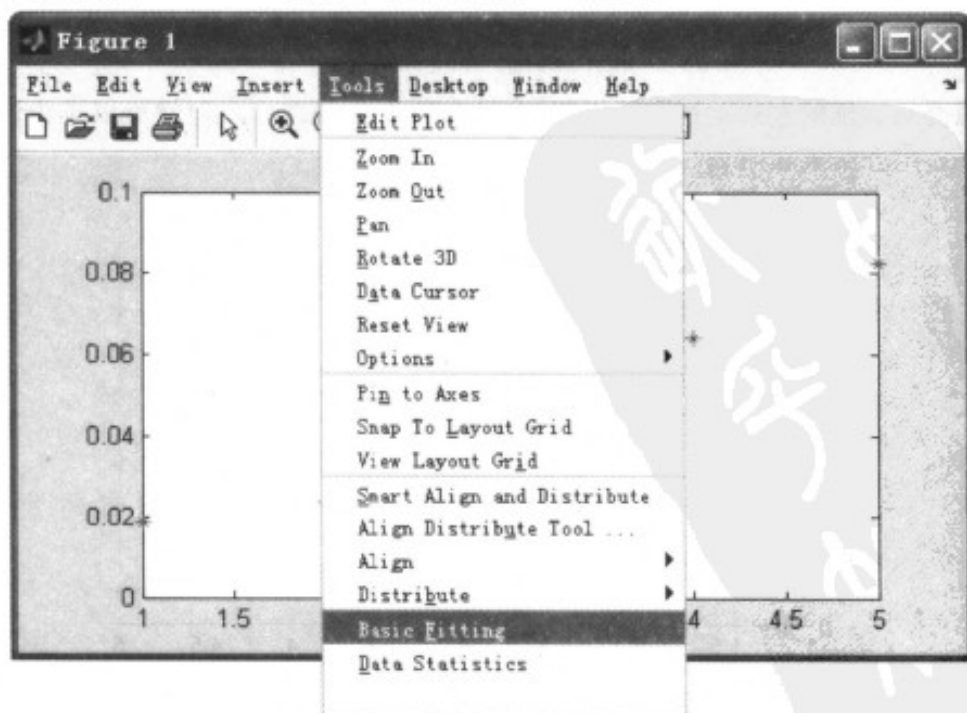 Figure 1
File Edit View Insert Tools Desktop Window Help
Edit Plot
Zoom In
Zoom Out
Pan
Rotate 3D
Data Cursor
Reset View
Options
Pin to Axes
Snap To Layout Grid
View Layout Grid
Smart Align and Distribute
Align Distribute Tool ...
Align
Distribute
Basic Fitting
Data Statistics
0.1
0.08
0.06
0.04
0.02
0
1 1.5 4 4.5 5